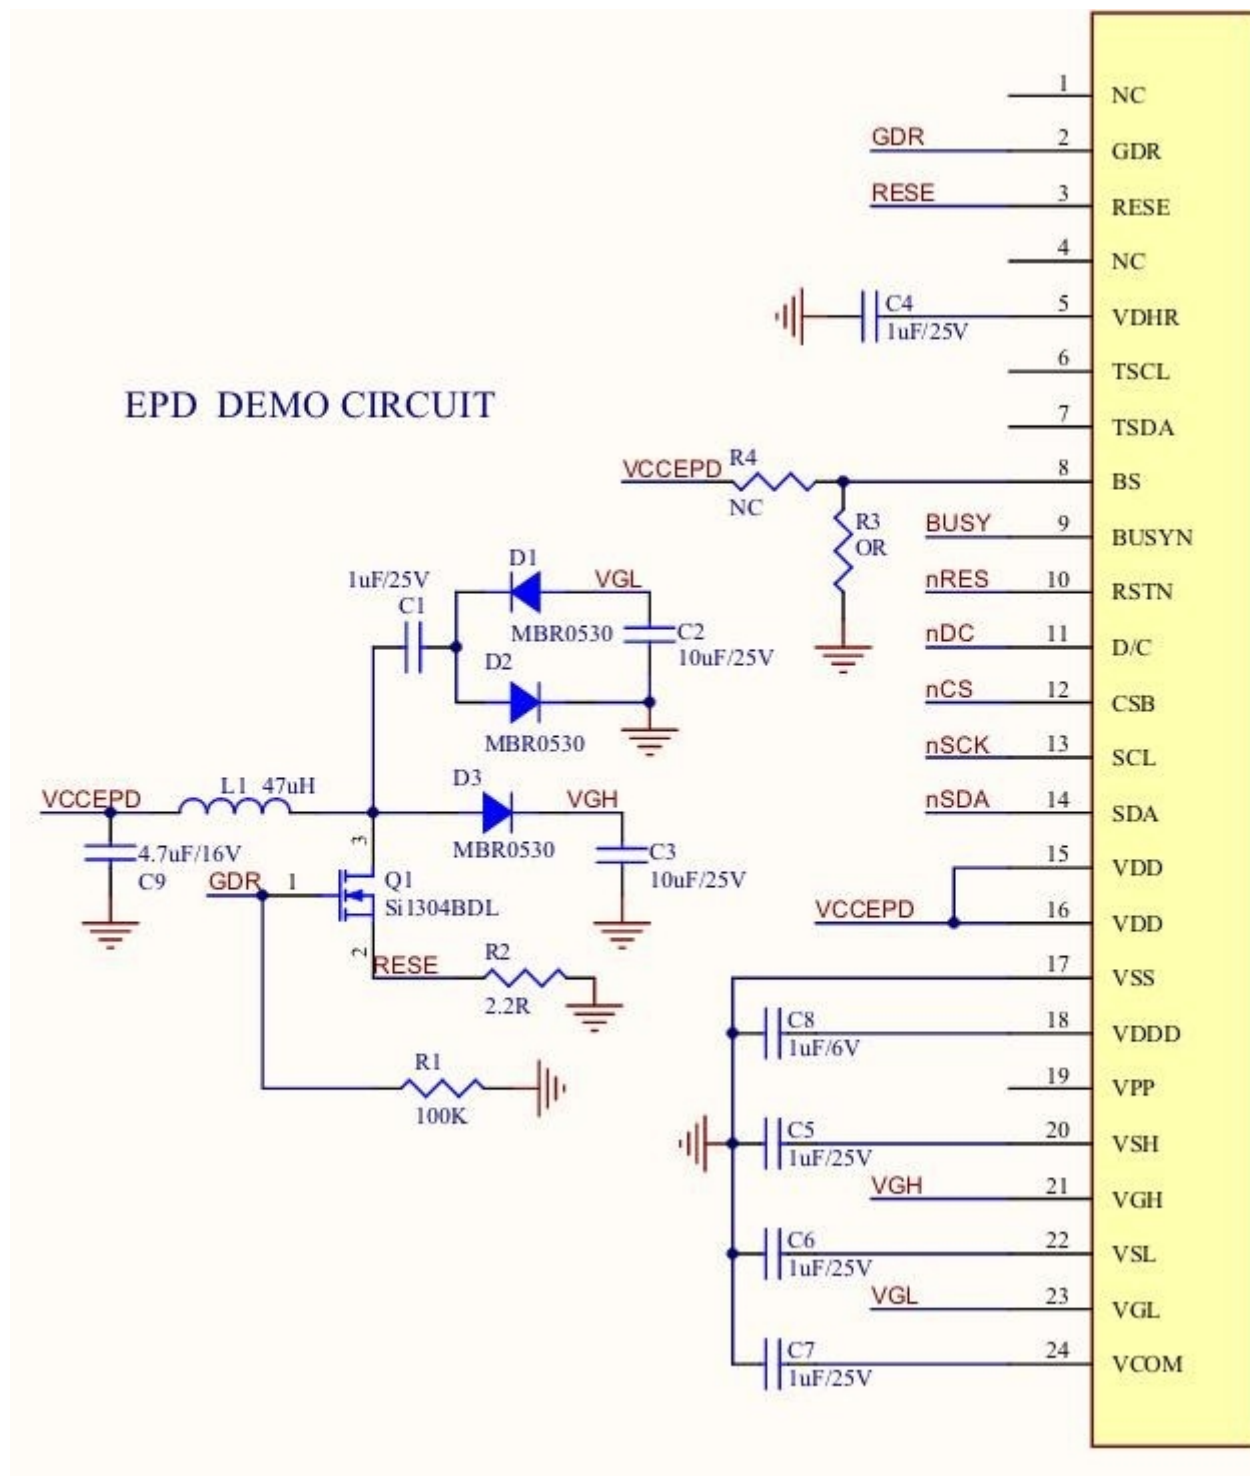 1 NC
GDR 2 GDR
RESE 3 RESE
4 NC
C4
1uF/25V
5 VDHR
6 TSCL
EPD DEMO CIRCUIT
7 TSDA
VCCEPD R4
NC
8 BS
R3
OR
BUSY 9 BUSYN
D1
1uF/25V
VGL
nRES 10 RSTN
C1
MBR0530
C2
10uF/25V
nDC 11 D/C
D2
MBR0530
nCS 12 CSB
nSCK 13 SCL
VCCEPD
L1 47uH
D3
MBR0530
VGH
nSDA 14 SDA
3
4.7uF/16V
C9
C3
10uF/25V
15 VDD
GDR 1
Q1
Si1304BDL
VCCEPD 16 VDD
2
RESE
R2
2.2R
17 VSS
C8
1uF/6V
18 VDDD
R1
100K
19 VPP
C5
1uF/25V
20 VSH
VGH 21 VGH
C6
1uF/25V
22 VSL
VGL 23 VGL
C7
1uF/25V
24 VCOM